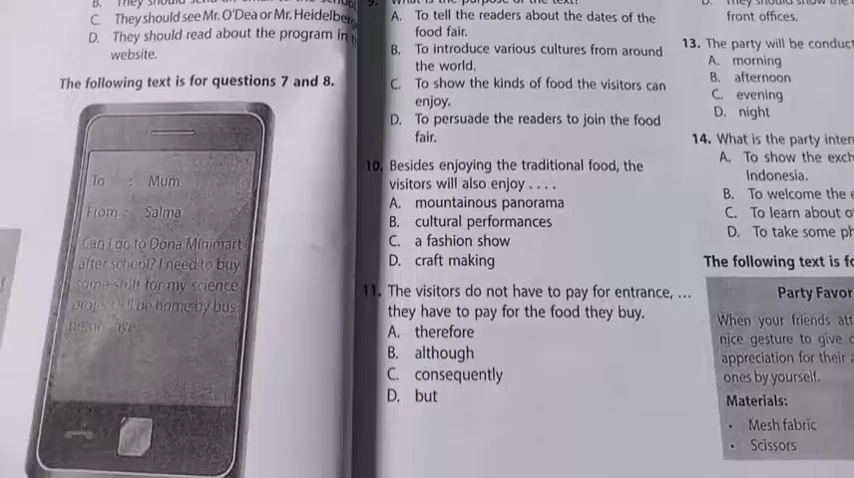 C. They should see Mr. O'Dea or Mr. Heidelberg
D. They should read about the program in
website.
The following text is for questions 7 and 8.
To : Mum
From : Salma
Can I go to Dona Minimart
after school? I need to buy
some stuff for my science
be home by bus
A. To tell the readers about the dates of the
food fair.
B. To introduce various cultures from around
the world.
C. To show the kinds of food the visitors can
enjoy.
D. To persuade the readers to join the food
fair.
10. Besides enjoying the traditional food, the
visitors will also enjoy . . . .
A. mountainous panorama
B. cultural performances
C. a fashion show
D. craft making
11. The visitors do not have to pay for entrance, ...
they have to pay for the food they buy.
A. therefore
B. although
C. consequently
D. but
front offices.
13. The party will be conduct
A. morning
B. afternoon
C. evening
D. night
14. What is the party inten
A. To show the exch
Indonesia.
B. To welcome the
C. To learn about o
D. To take some ph
The following text is fo
Party Favor
When your friends att
nice gesture to give
appreciation for their
ones by yourself.
Materials:
• Mesh fabric
• Scissors